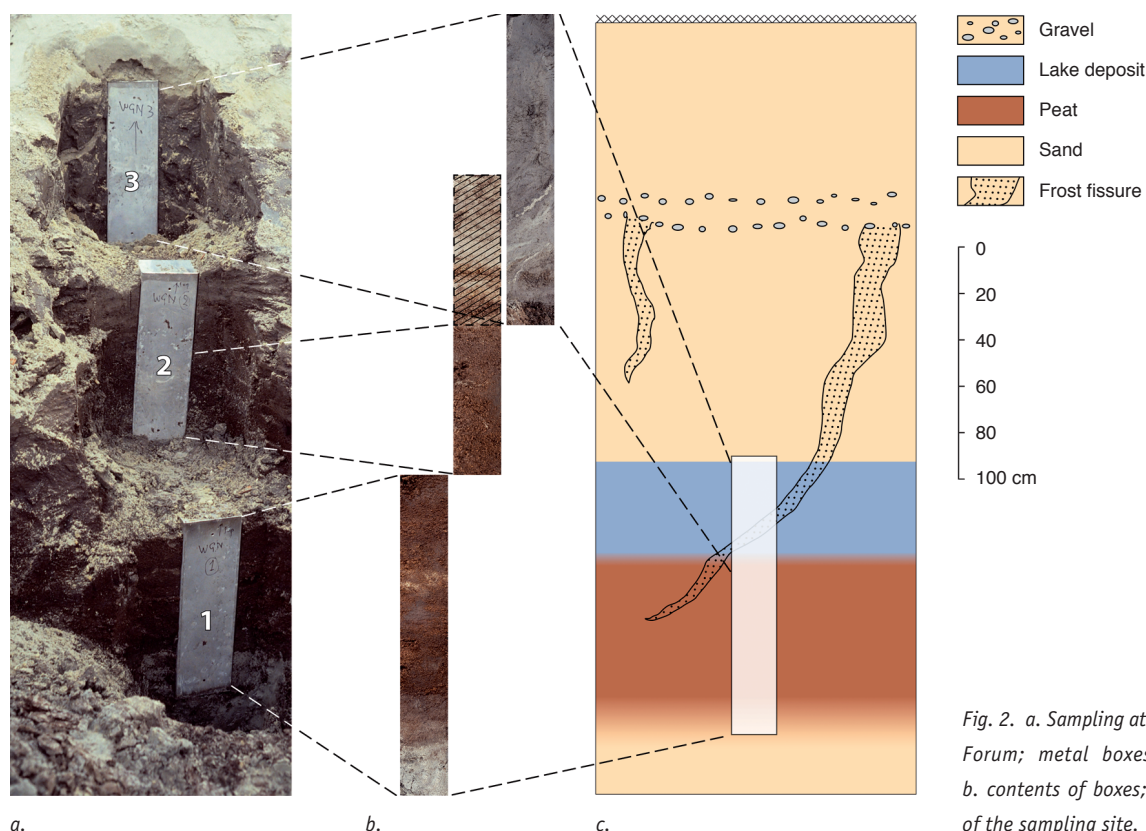 WGN 3
3
WGN 2
2
WGN
1
1
Gravel
Lake deposit
Peat
Sand
Frost fissure
0
20
40
60
80
100 cm
Fig. 2. a. Sampling at
Forum; metal boxes
b. contents of boxes;
of the sampling site.
a.
b.
c.